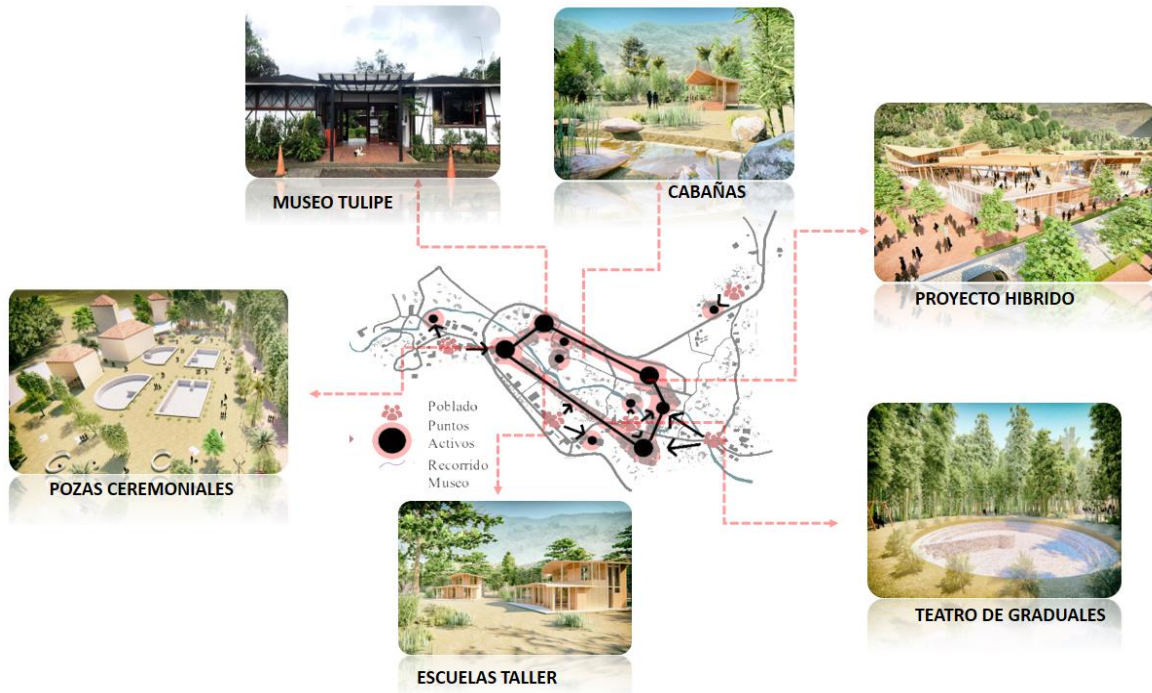 MUSEO TULIPE
CABAÑAS
PROYECTO HIBRIDO
POZAS CEREMONIALES
Poblado
Puntos
Activos
Recorrido
Museo
TEATRO DE GRADUALES
ESCUELAS TALLER